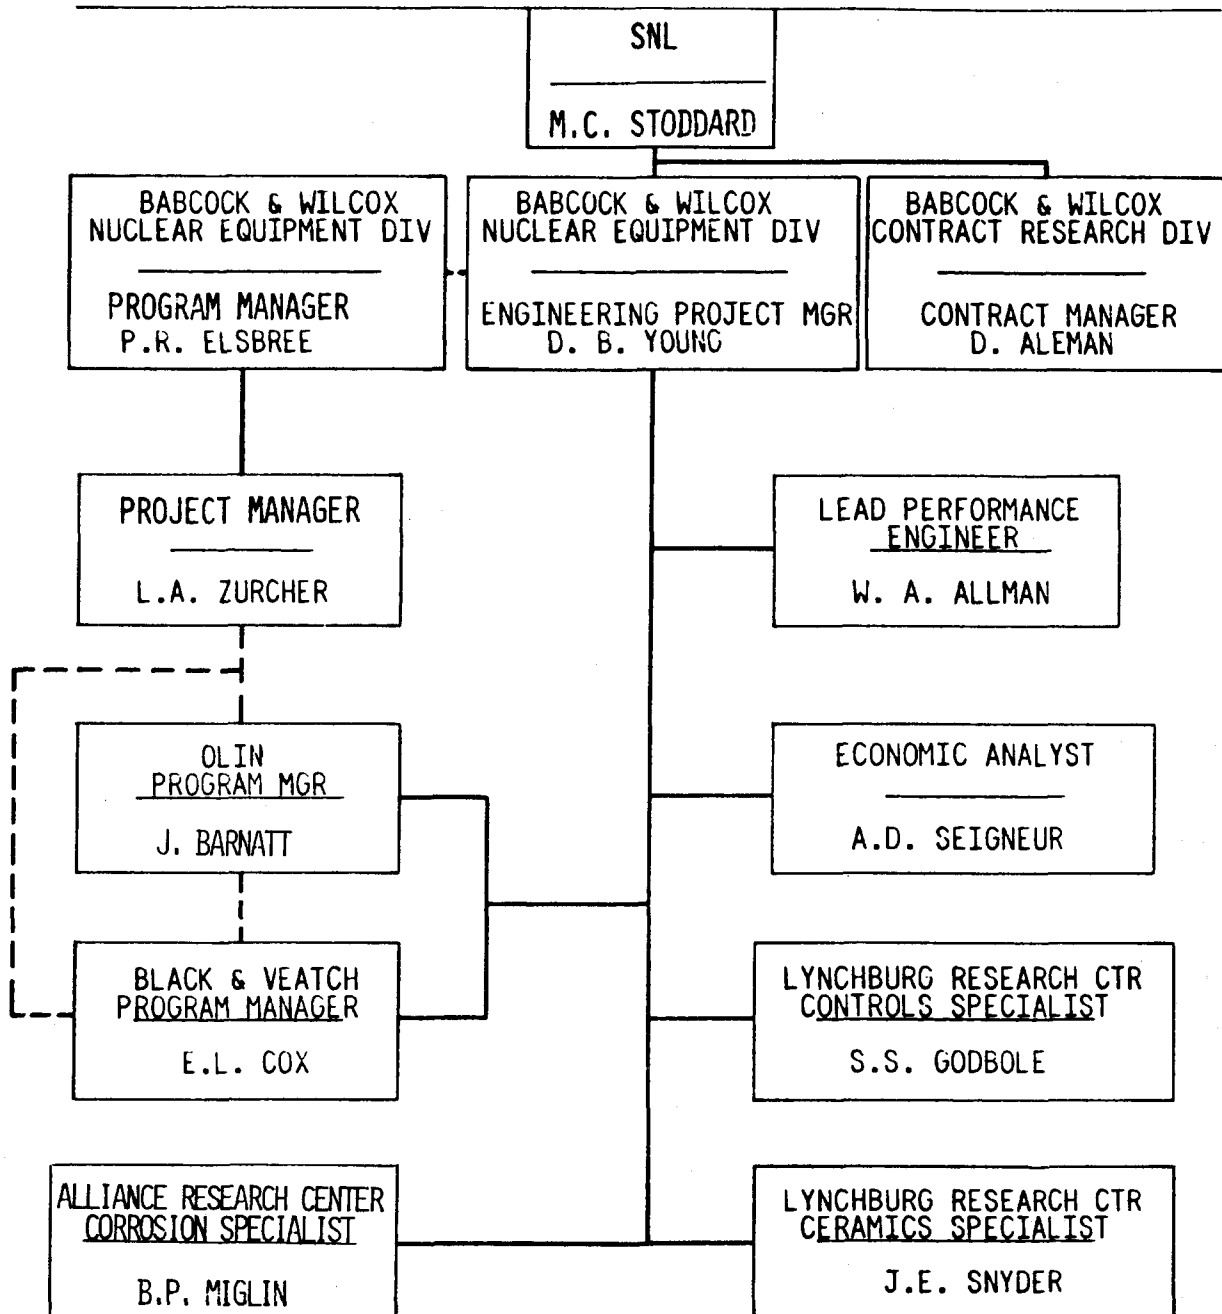 SNL
M.C. STODDARD
BABCOCK & WILCOX
NUCLEAR EQUIPMENT DIV
PROGRAM MANAGER
P.R. ELSBREE
BABCOCK & WILCOX
NUCLEAR EQUIPMENT DIV
ENGINEERING PROJECT MGR
D. B. YOUNG
BABCOCK & WILCOX
CONTRACT RESEARCH DIV
CONTRACT MANAGER
D. ALEMAN
PROJECT MANAGER
L.A. ZURCHER
LEAD PERFORMANCE
ENGINEER
W. A. ALLMAN
OLIN
PROGRAM MGR
J. BARNATT
ECONOMIC ANALYST
A.D. SEIGNEUR
BLACK & VEATCH
PROGRAM MANAGER
E.L. COX
LYNCHBURG RESEARCH CTR
CONTROLS SPECIALIST
S.S. GODBOLE
ALLIANCE RESEARCH CENTER
CORROSION SPECIALIST
B.P. MIGLIN
LYNCHBURG RESEARCH CTR
CERAMICS SPECIALIST
J.E. SNYDER